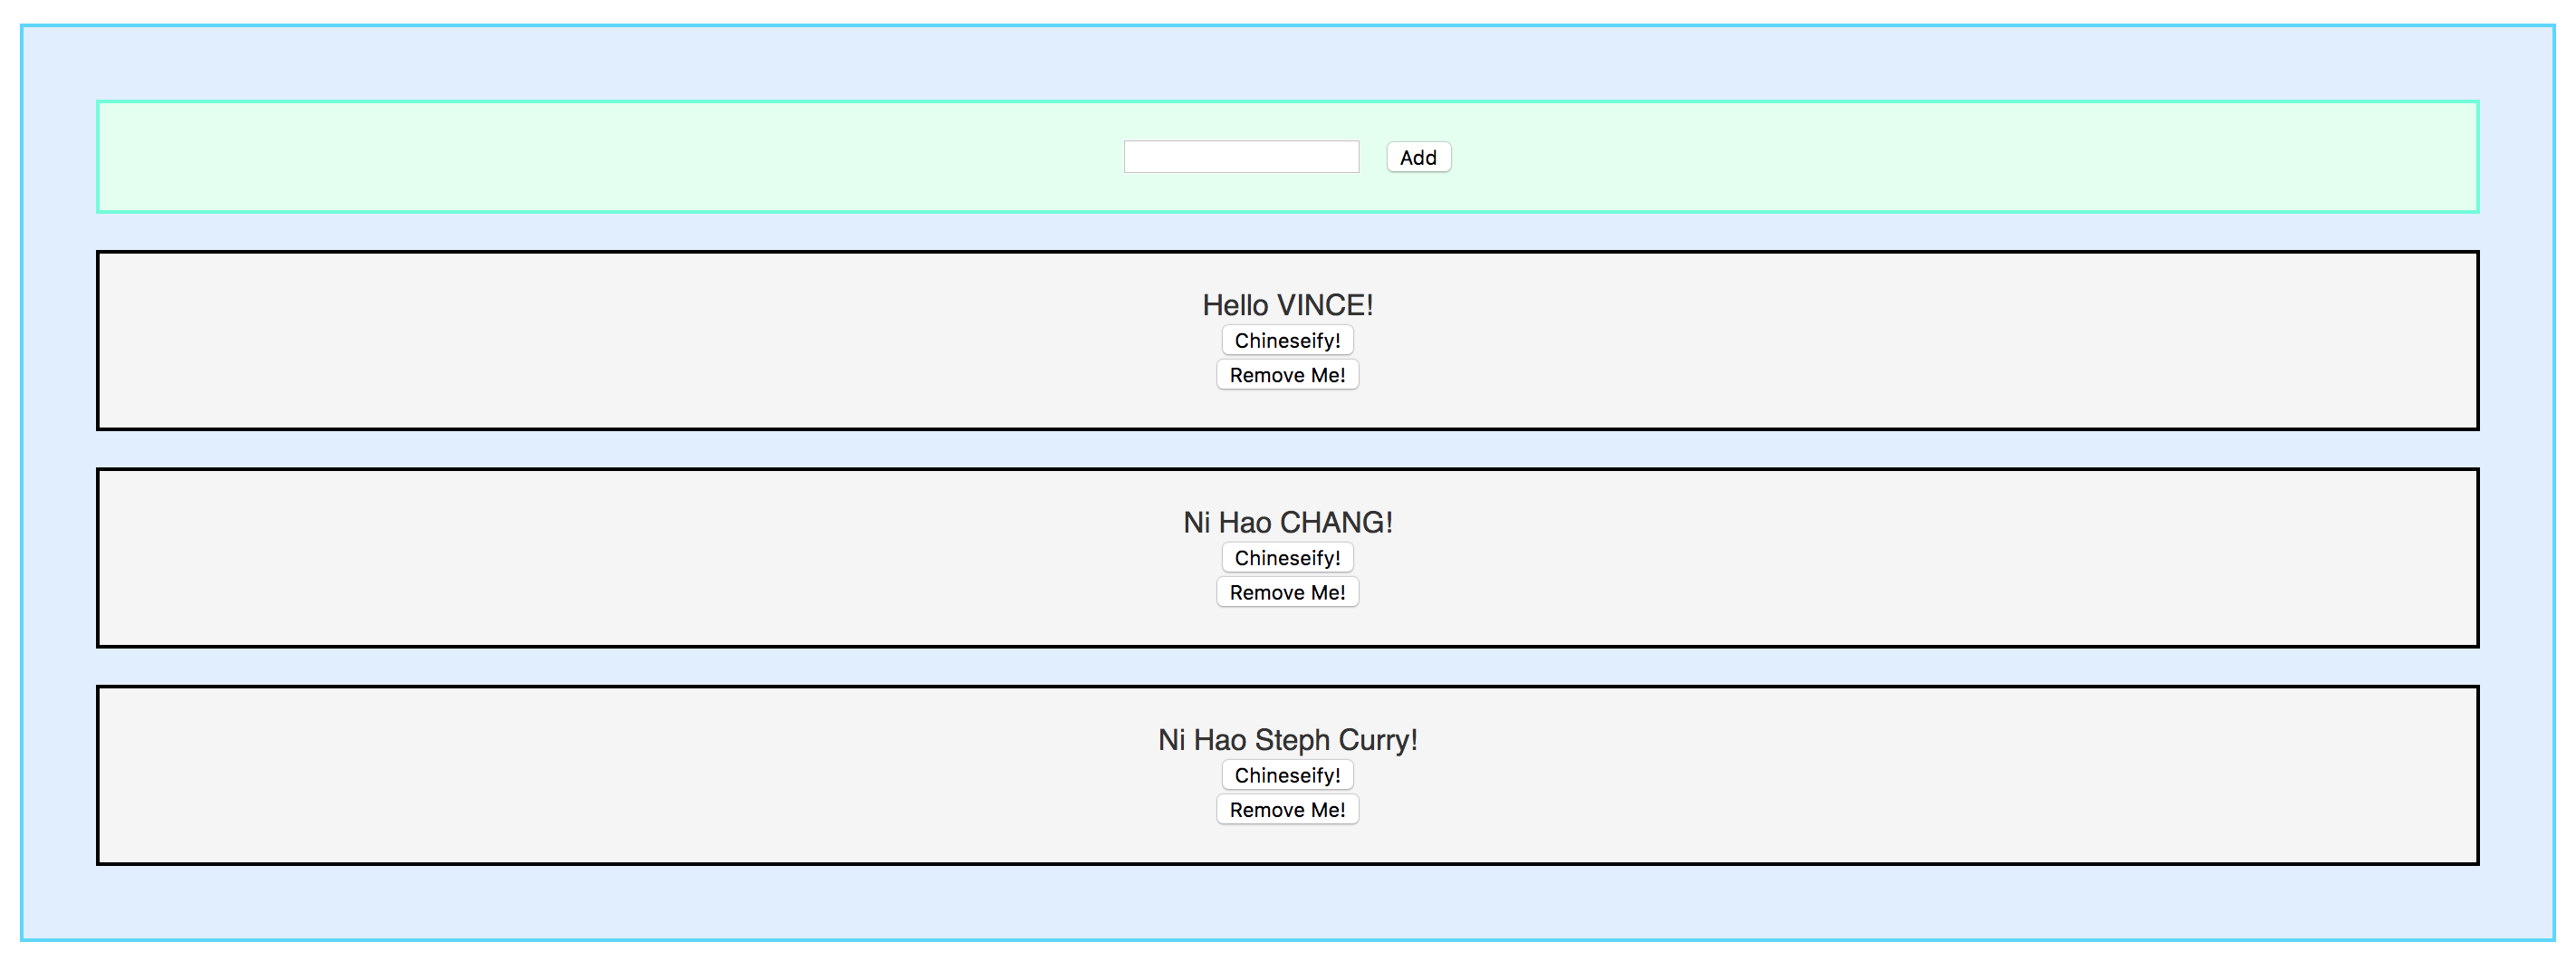 Add
Hello VINCE!
Chineseify!
Remove Me!
Ni Hao CHANG!
Chineseify!
Remove Me!
Ni Hao Steph Curry!
Chineseify!
Remove Me!